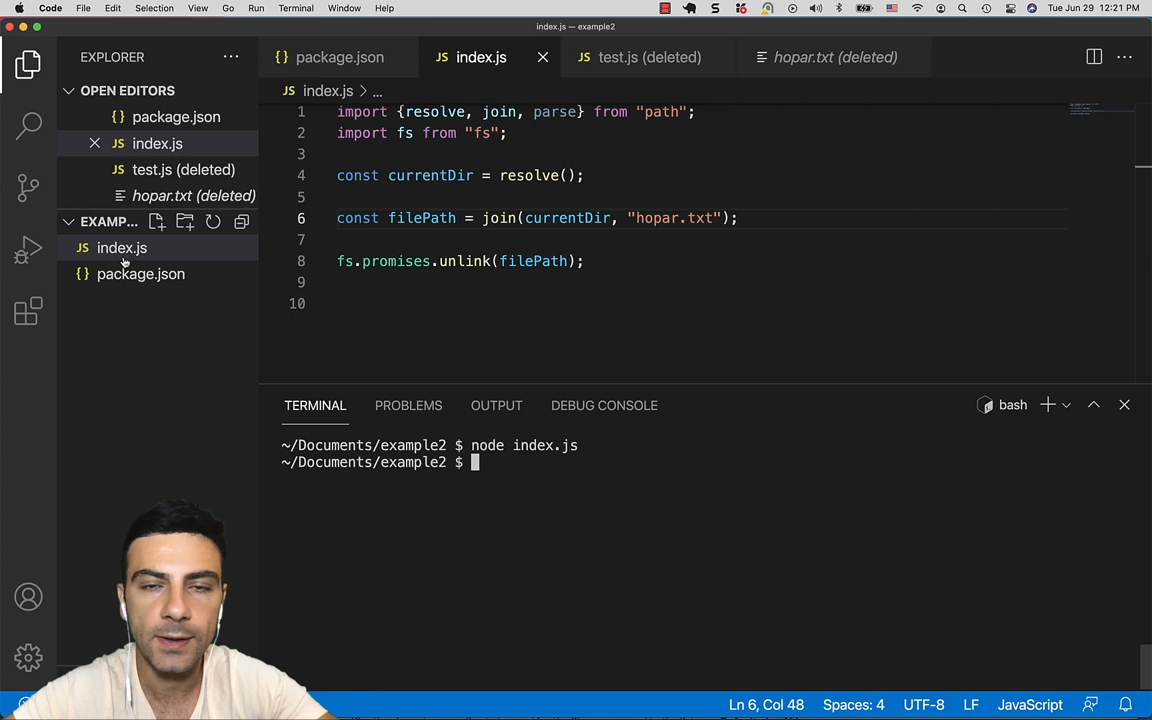 Code File Edit Selection View Go Run Terminal Window Help Tue Jun 29 12:21 PM
index.js — example2
EXPLORER
OPEN EDITORS
{} package.json
JS index.js
JS test.js (deleted)
hopar.txt (deleted)
EXAMP...
JS index.js
{} package.json
{} package.json JS index.js JS test.js (deleted) hopar.txt (deleted)
JS index.js > ...
1 import {resolve, join, parse} from "path";
2 import fs from "fs";
3
4 const currentDir = resolve();
5
6 const filePath = join(currentDir, "hopar.txt");
7
8 fs.promises.unlink(filePath);
9
10
TERMINAL PROBLEMS OUTPUT DEBUG CONSOLE bash
~/Documents/example2 $ node index.js
~/Documents/example2 $
Ln 6, Col 48 Spaces: 4 UTF-8 LF JavaScript